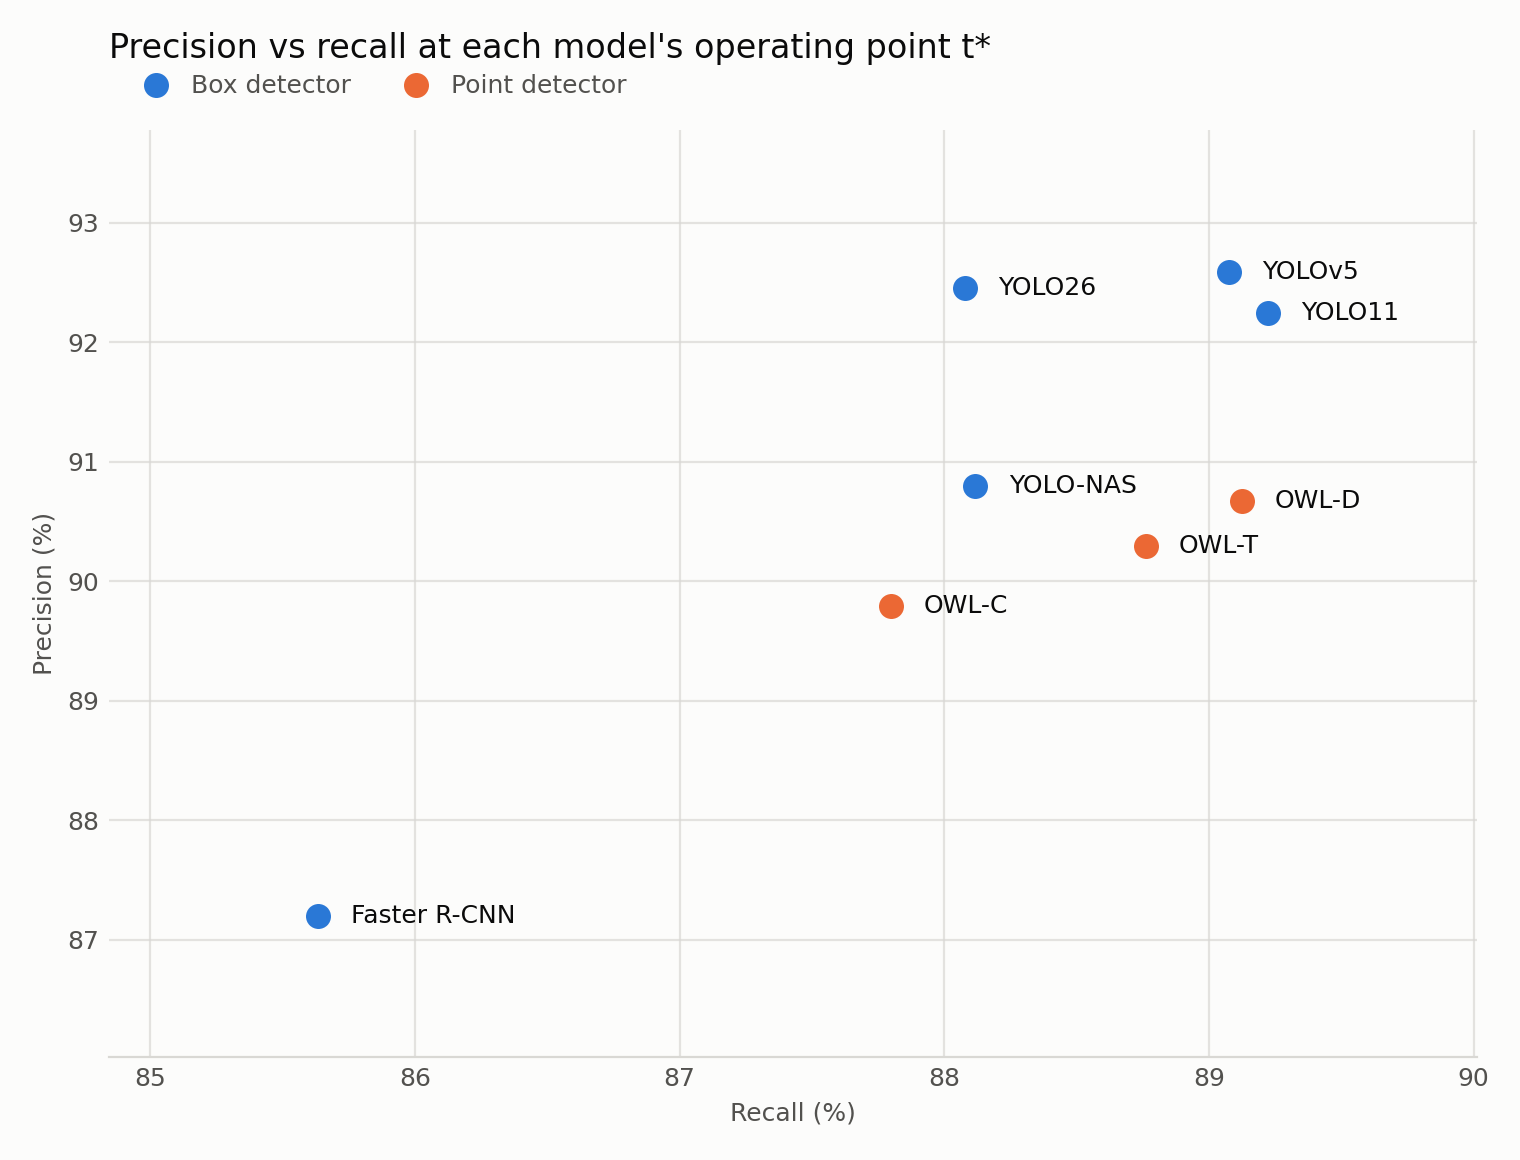 Precision vs recall at each model's operating point t*
Box detector Point detector
93
YOLOv5
YOLO26
YOLO11
92
91
YOLO-NAS
OWL-D
OWL-T
90
OWL-C
Precision (%)
89
88
Faster R-CNN
87
85 86 87 88 89 90
Recall (%)